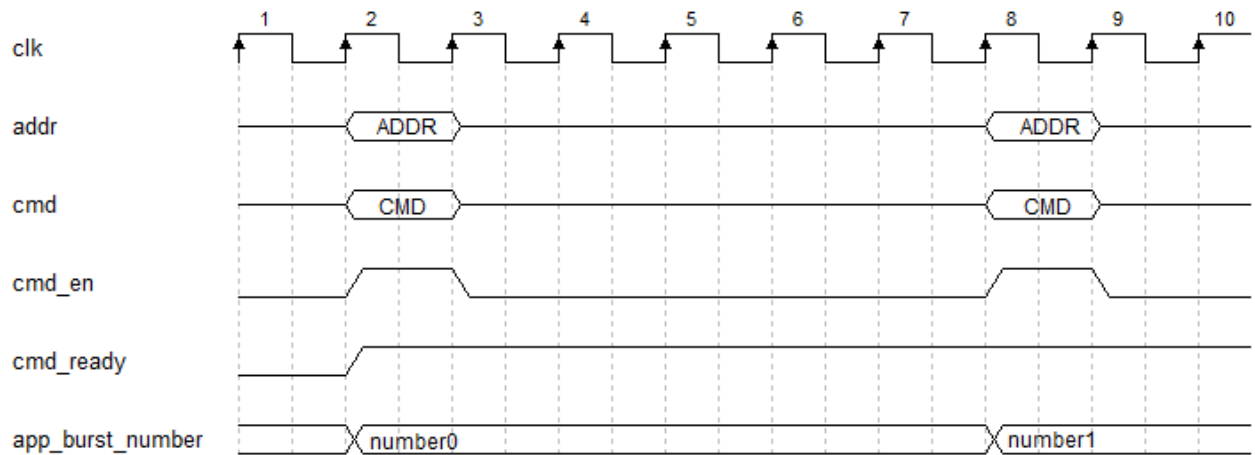 1 2 3 4 5 6 7 8 9 10
clk
addr ADDR ADDR
cmd CMD CMD
cmd_en
cmd_ready
app_burst_number number0 number1